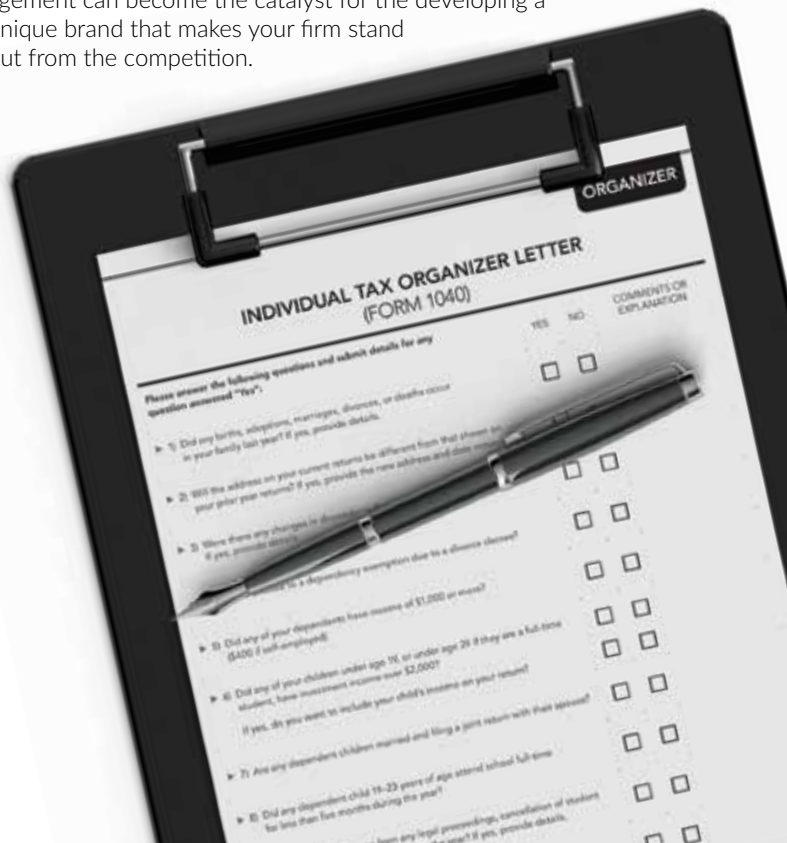 gement can become the catalyst for the developing a
nique brand that makes your firm stand
ut from the competition.
ORGANIZER
INDIVIDUAL TAX ORGANIZER LETTER
(FORM 1040)
YES NO COMMENTS OR
EXPLANATION
Please answer the following questions and submit details for any
question answered "Yes":
1) Did any births, adoptions, marriages, divorces, or deaths occur
in your family last year? If yes, provide details.
2) Will the address on your current returns be different from that shown on
your prior year returns? If yes, provide the new address and date
3) Were there any changes in
If yes, provide details.
to a dependency exemption due to a divorce decree?
5) Did any of your dependents have income of $1,000 or more?
($400 if self-employed)
6) Did any of your children under age 19, or under age 24 if they are a full-time
student, have investment income over $2,000?
If yes, do you want to include your child's income on your return?
7) Are any dependent children married and filing a joint return with their spouse?
8) Did any dependent child 19-23 years of age attend school full-time
for less than five months during the year?
from any legal proceedings, cancellation of student
year? If yes, provide details.